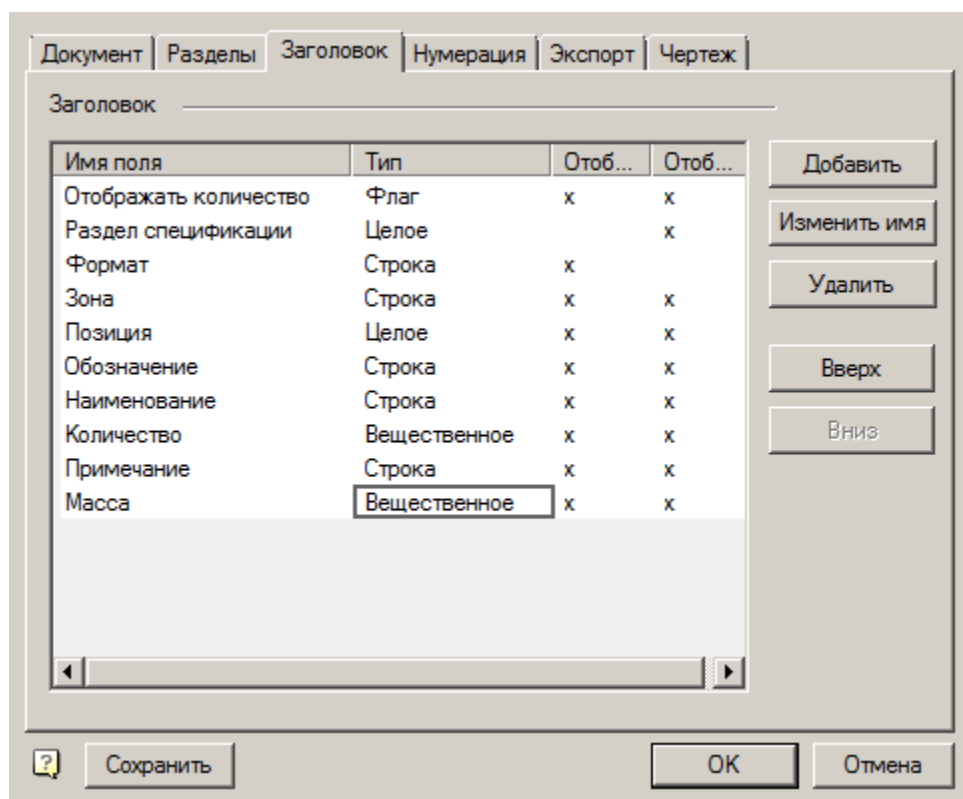 Документ Разделы Заголовок Нумерация Экспорт Чертеж
Заголовок
Имя поля Тип Отоб... Отоб... Добавить
Отображать количество Флаг x x
Изменить имя
Раздел спецификации Целое x
Формат Строка x
Удалить
Зона Строка x x
Позиция Целое x x
Обозначение Строка x x Вверх
Наименование Строка x x
Количество Вещественное x x Вниз
Примечание Строка x x
Масса Вещественное x x
? Сохранить OK Отмена